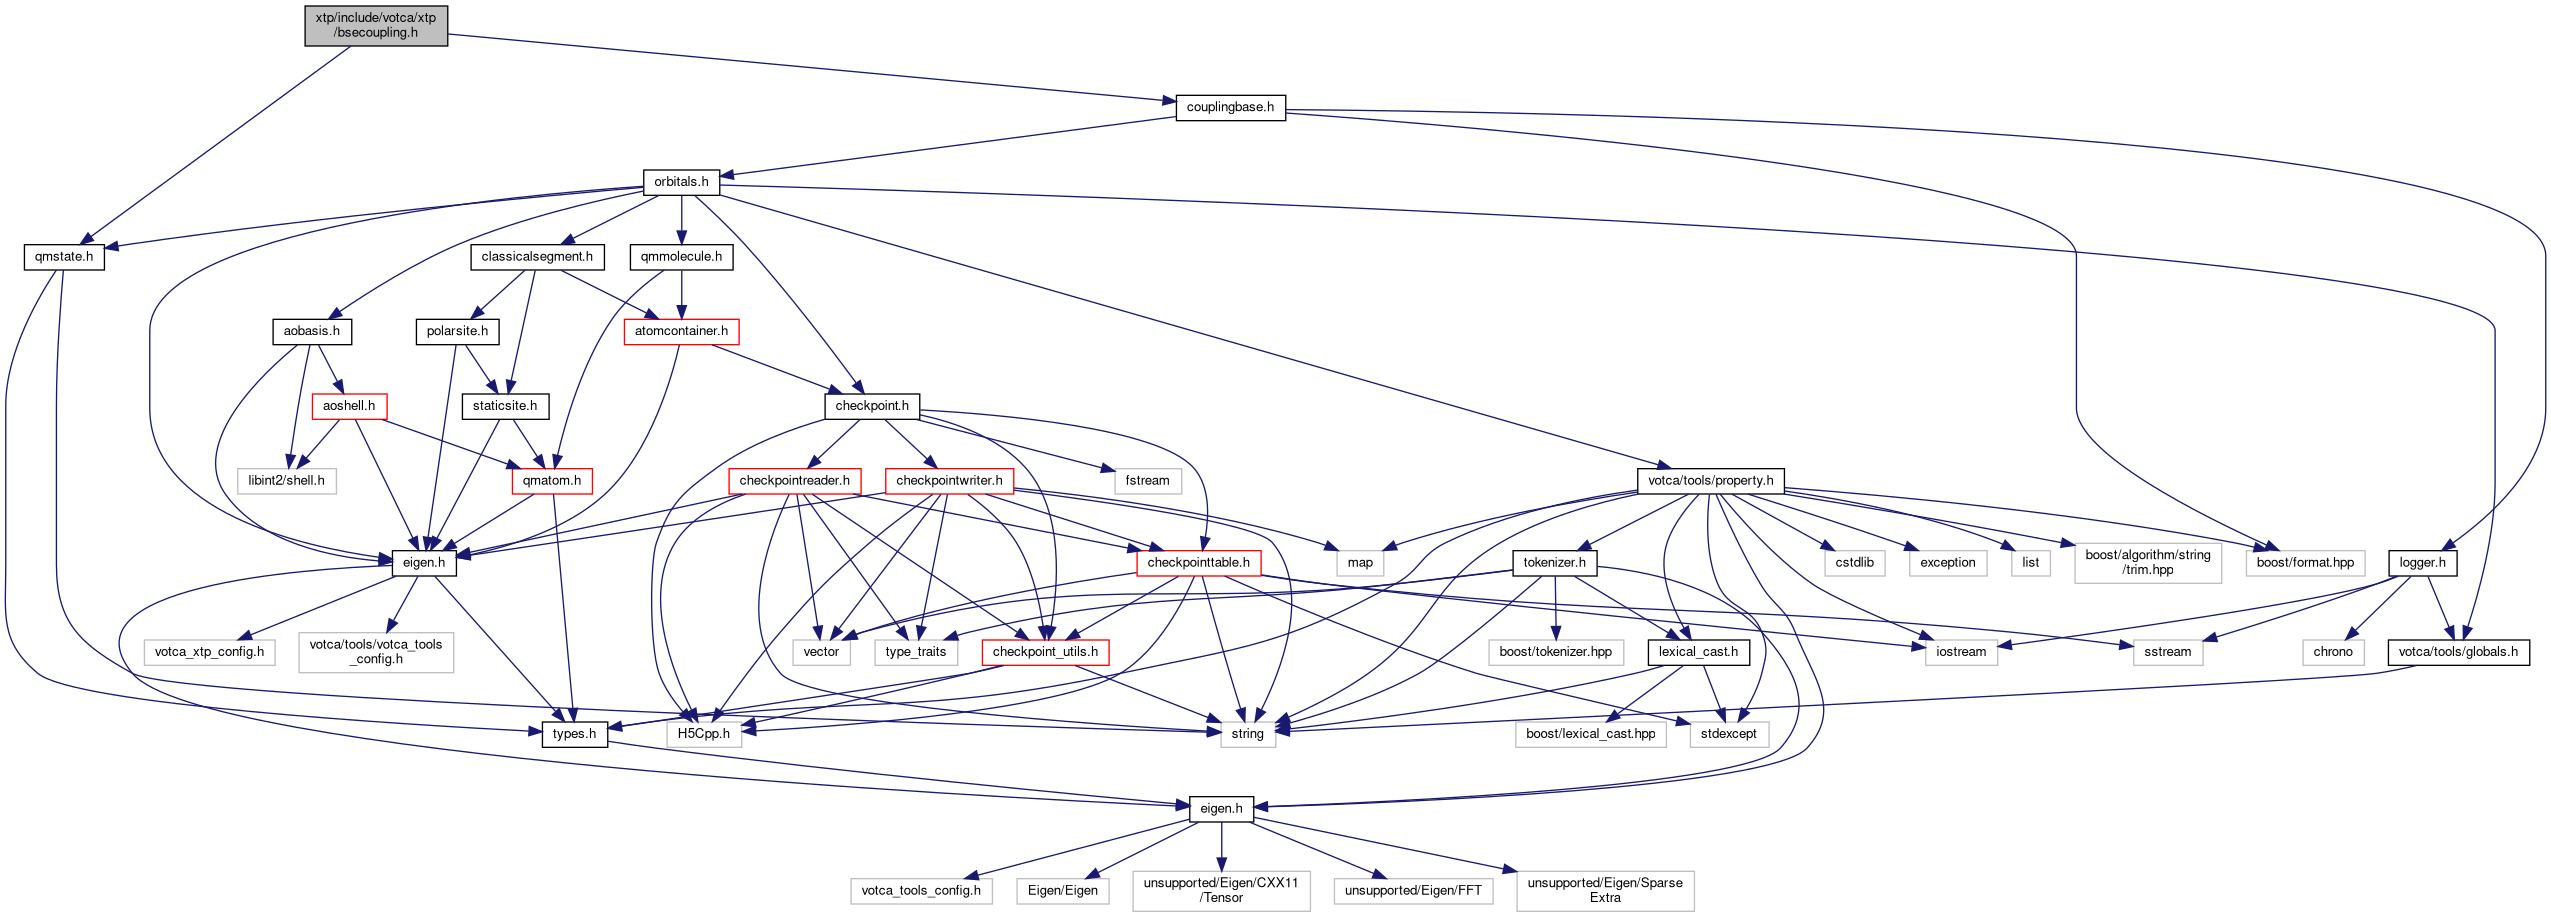 xtp/include/votca/xtp
/bsecoupling.h
couplingbase.h
orbitals.h
qmstate.h
classicalsegment.h
qmmolecule.h
aobasis.h
polarsite.h
atomcontainer.h
aoshell.h
staticsite.h
checkpoint.h
libint2/shell.h
qmatom.h
checkpointreader.h
checkpointwriter.h
fstream
votca/tools/property.h
eigen.h
checkpointtable.h
map
tokenizer.h
cstdlib
exception
list
boost/algorithm/string
/trim.hpp
boost/format.hpp
logger.h
votca_xtp_config.h
votca/tools/votca_tools
_config.h
vector
type_traits
checkpoint_utils.h
boost/tokenizer.hpp
lexical_cast.h
iostream
sstream
chrono
votca/tools/globals.h
types.h
H5Cpp.h
string
boost/lexical_cast.hpp
stdexcept
eigen.h
votca_tools_config.h
Eigen/Eigen
unsupported/Eigen/CXX11
/Tensor
unsupported/Eigen/FFT
unsupported/Eigen/Sparse
Extra